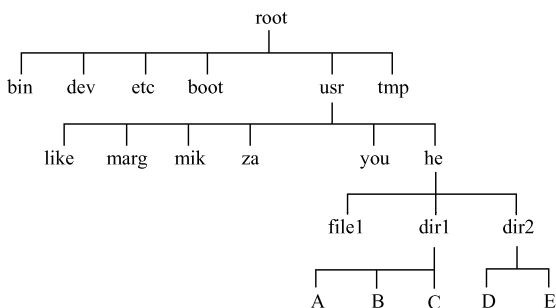 root
bin dev etc boot usr tmp
like marg mik za you he
file1 dir1 dir2
A B C D E